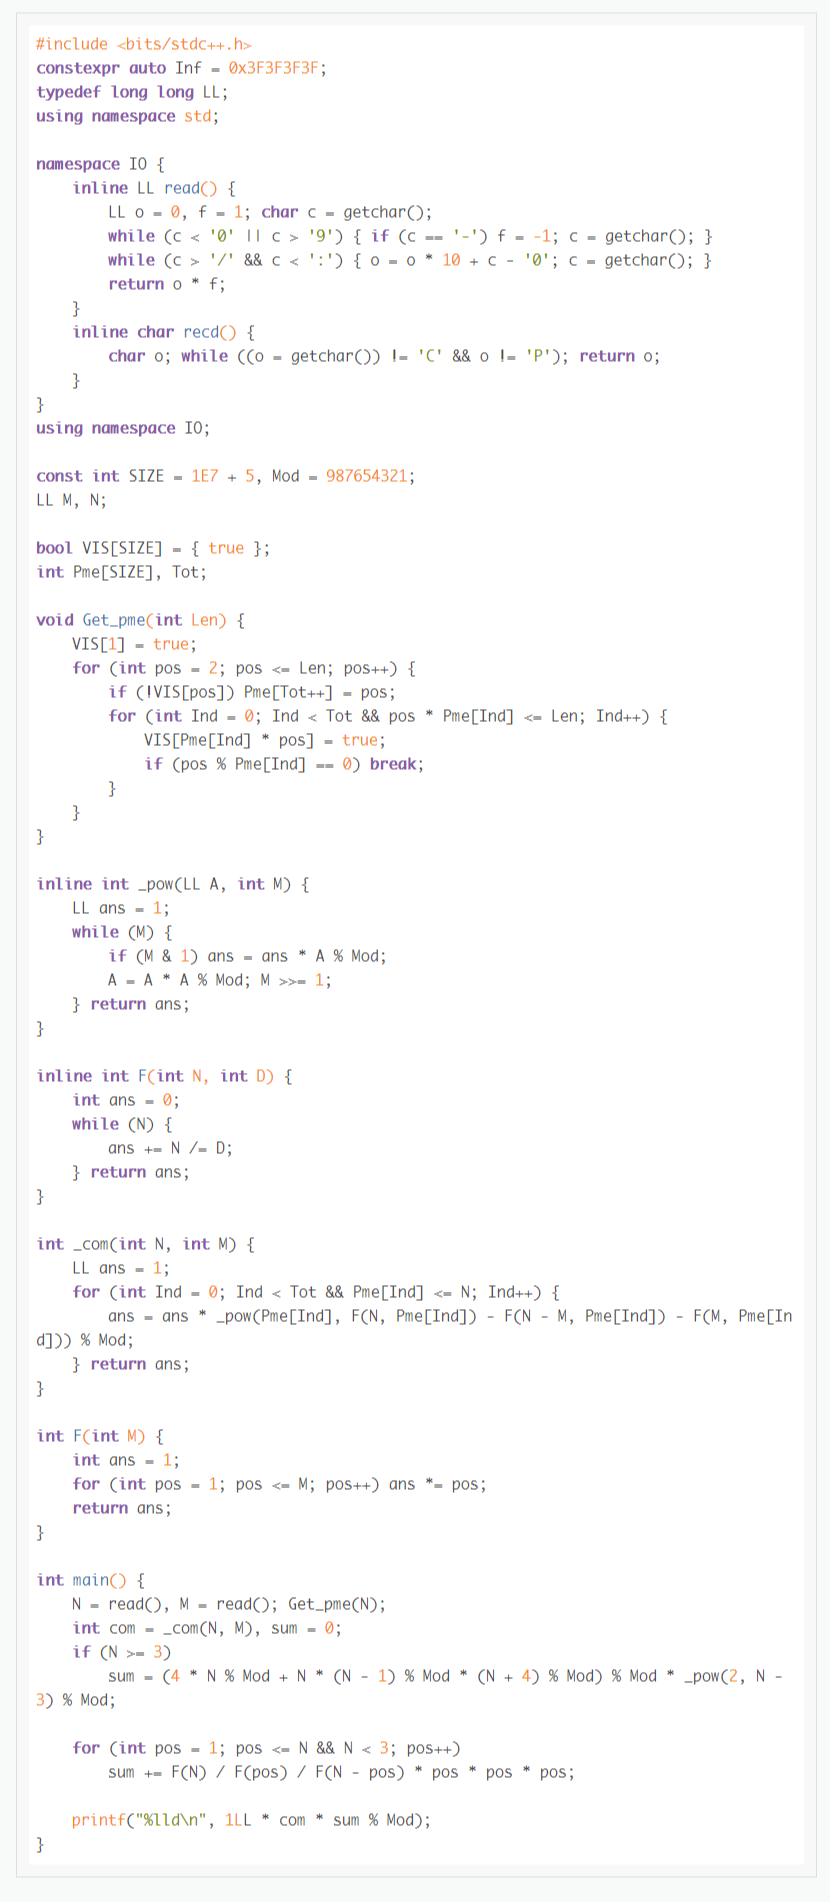 #include <bits/stdc++.h>
constexpr auto Inf = 0x3F3F3F3F;
typedef long long LL;
using namespace std;

namespace IO {
    inline LL read() {
        LL o = 0, f = 1; char c = getchar();
        while (c < '0' || c > '9') { if (c == '-') f = -1; c = getchar(); }
        while (c > '/' && c < ':') { o = o * 10 + c - '0'; c = getchar(); }
        return o * f;
    }
    inline char recd() {
        char o; while ((o = getchar()) != 'C' && o != 'P'); return o;
    }
}
using namespace IO;

const int SIZE = 1E7 + 5, Mod = 987654321;
LL M, N;

bool VIS[SIZE] = { true };
int Pme[SIZE], Tot;

void Get_pme(int Len) {
    VIS[1] = true;
    for (int pos = 2; pos <= Len; pos++) {
        if (!VIS[pos]) Pme[Tot++] = pos;
        for (int Ind = 0; Ind < Tot && pos * Pme[Ind] <= Len; Ind++) {
            VIS[Pme[Ind] * pos] = true;
            if (pos % Pme[Ind] == 0) break;
        }
    }
}

inline int _pow(LL A, int M) {
    LL ans = 1;
    while (M) {
        if (M & 1) ans = ans * A % Mod;
        A = A * A % Mod; M >>= 1;
    } return ans;
}

inline int F(int N, int D) {
    int ans = 0;
    while (N) {
        ans += N /= D;
    } return ans;
}

int _com(int N, int M) {
    LL ans = 1;
    for (int Ind = 0; Ind < Tot && Pme[Ind] <= N; Ind++) {
        ans = ans * _pow(Pme[Ind], F(N, Pme[Ind]) - F(N - M, Pme[Ind]) - F(M, Pme[In
d])) % Mod;
    } return ans;
}

int F(int M) {
    int ans = 1;
    for (int pos = 1; pos <= M; pos++) ans *= pos;
    return ans;
}

int main() {
    N = read(), M = read(); Get_pme(N);
    int com = _com(N, M), sum = 0;
    if (N >= 3)
        sum = (4 * N % Mod + N * (N - 1) % Mod * (N + 4) % Mod) % Mod * _pow(2, N -
3) % Mod;

    for (int pos = 1; pos <= N && N < 3; pos++)
        sum += F(N) / F(pos) / F(N - pos) * pos * pos * pos;

    printf("%lld\n", 1LL * com * sum % Mod);
}